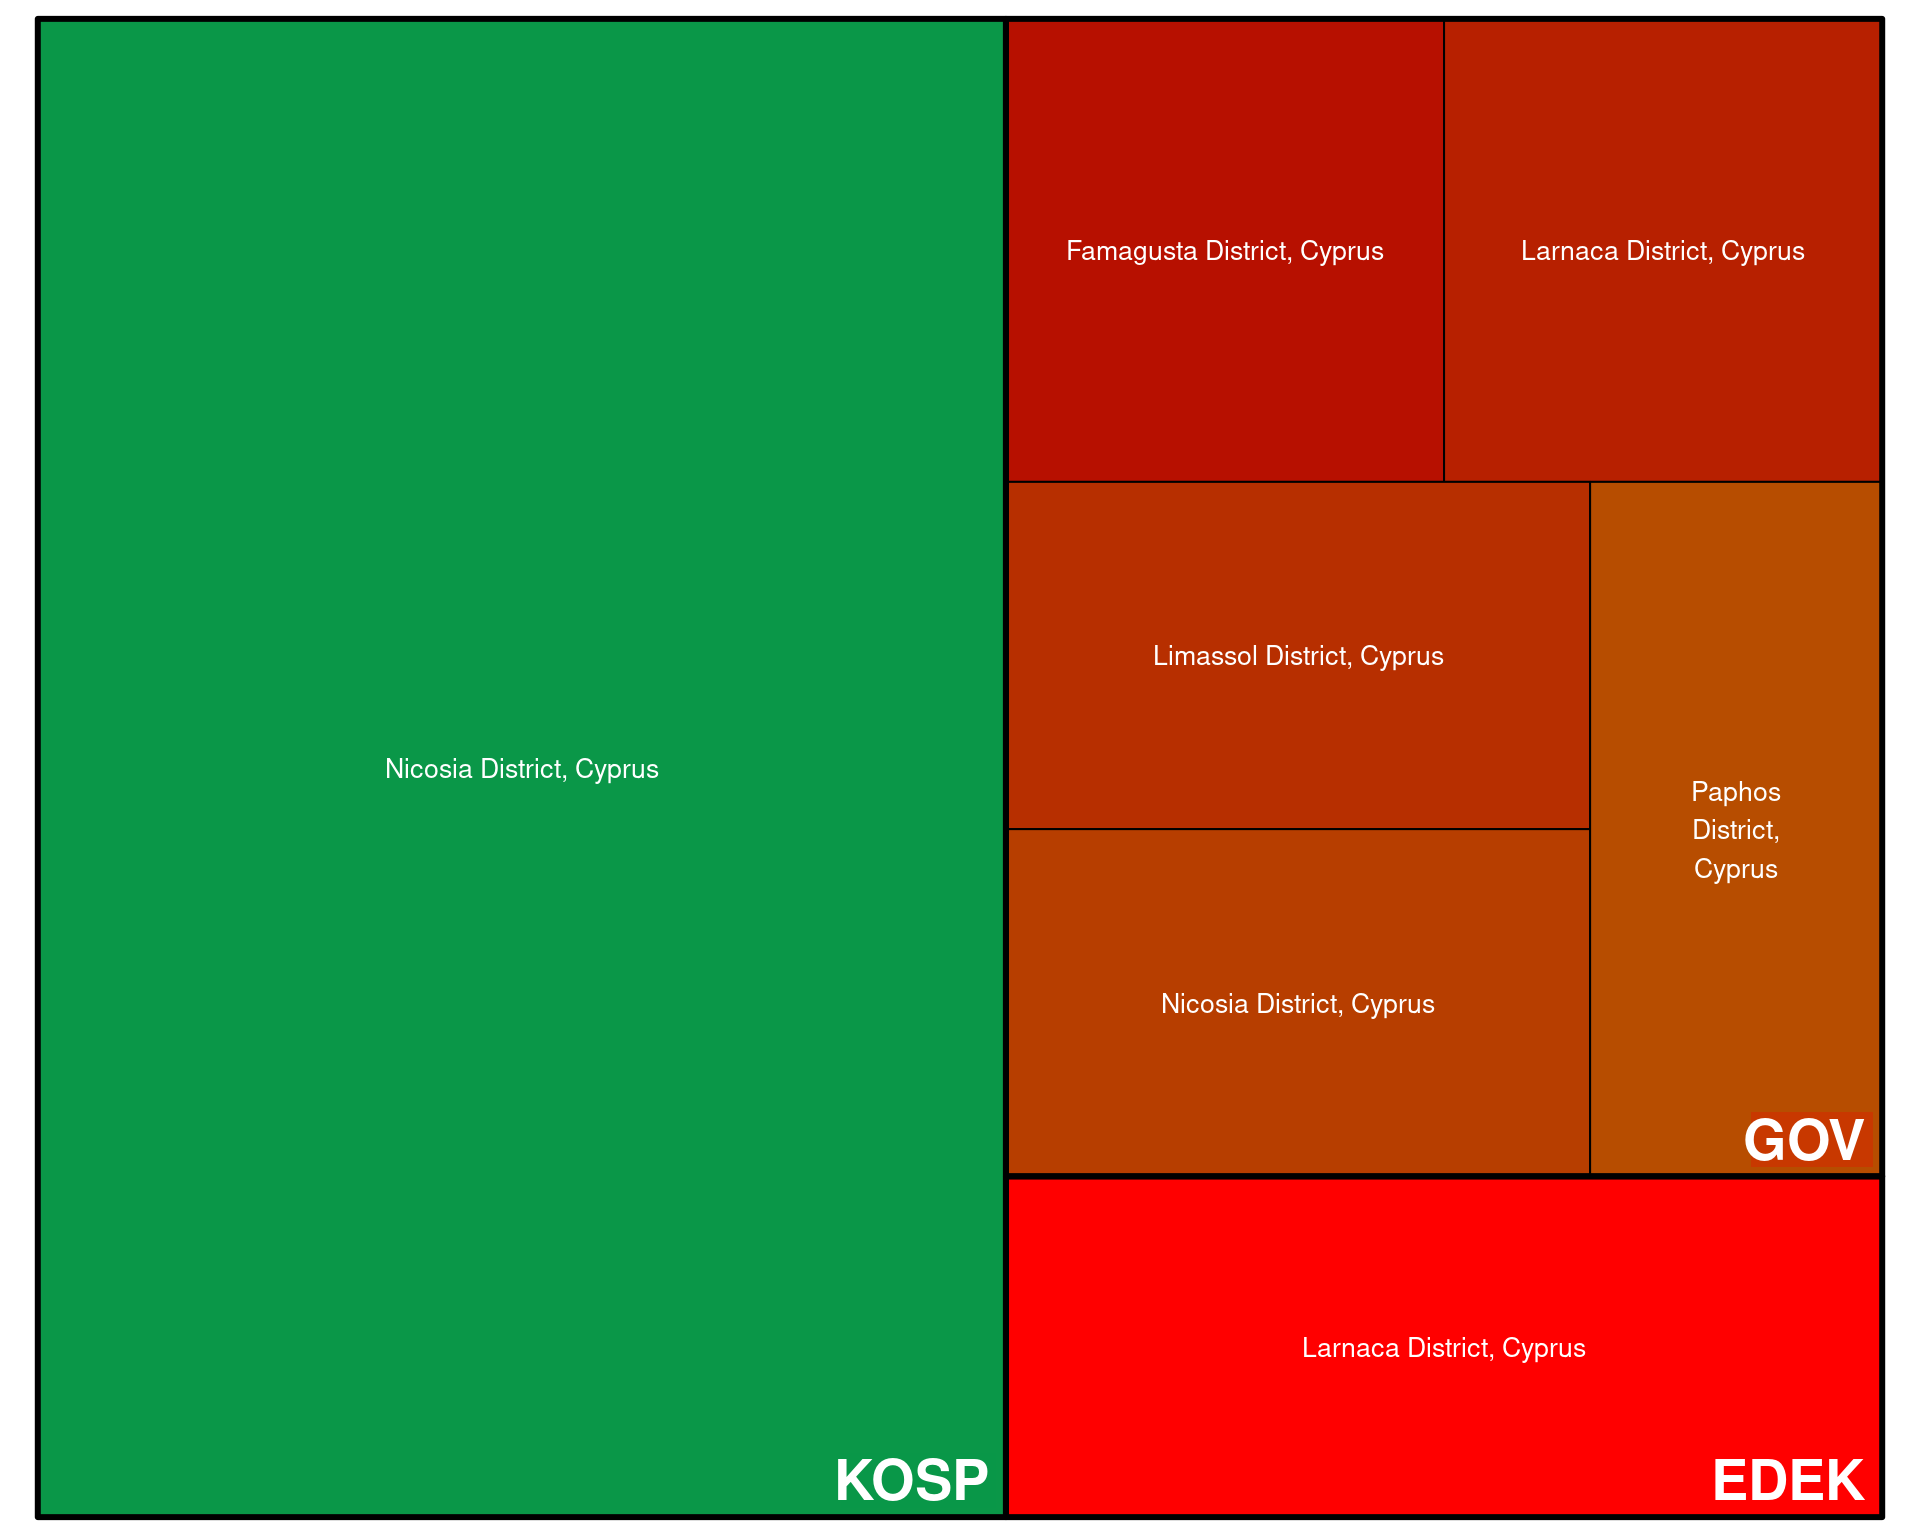 Nicosia District, Cyprus
KOSP
Famagusta District, Cyprus
Larnaca District, Cyprus
Limassol District, Cyprus
Nicosia District, Cyprus
Paphos
District,
Cyprus
GOV
Larnaca District, Cyprus
EDEK